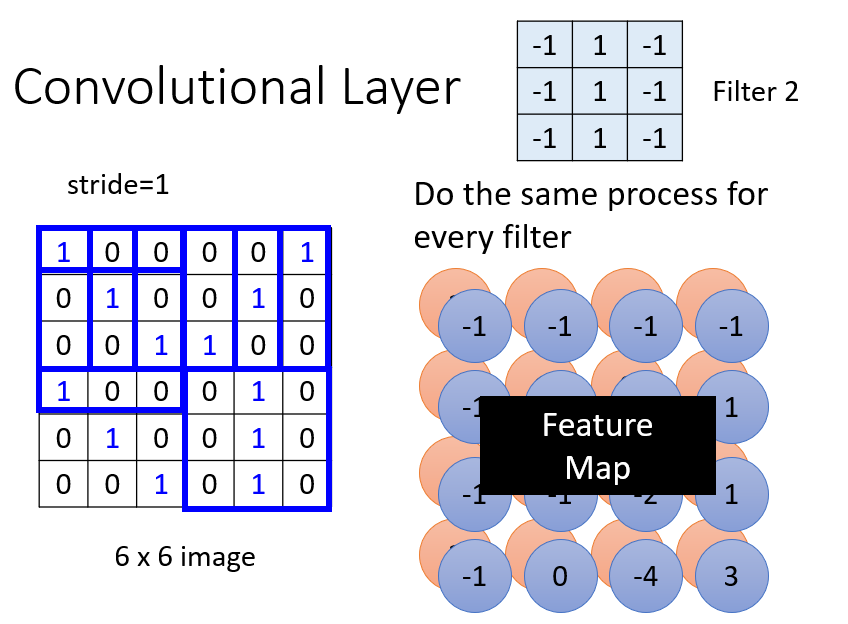 -1 1 -1
Convolutional Layer
-1 1 -1
Filter 2
-1 1 -1
stride=1
Do the same process for
every filter
1 0 0 0 0 1
0 1 0 0 1 0
0 0 1 1 0 0
1 0 0 0 1 0
0 1 0 0 1 0
0 0 1 0 1 0
6 x 6 image
-1 -1 -1 -1
-1 1
Feature
Map
-1 -1 -2 1
-1 0 -4 3